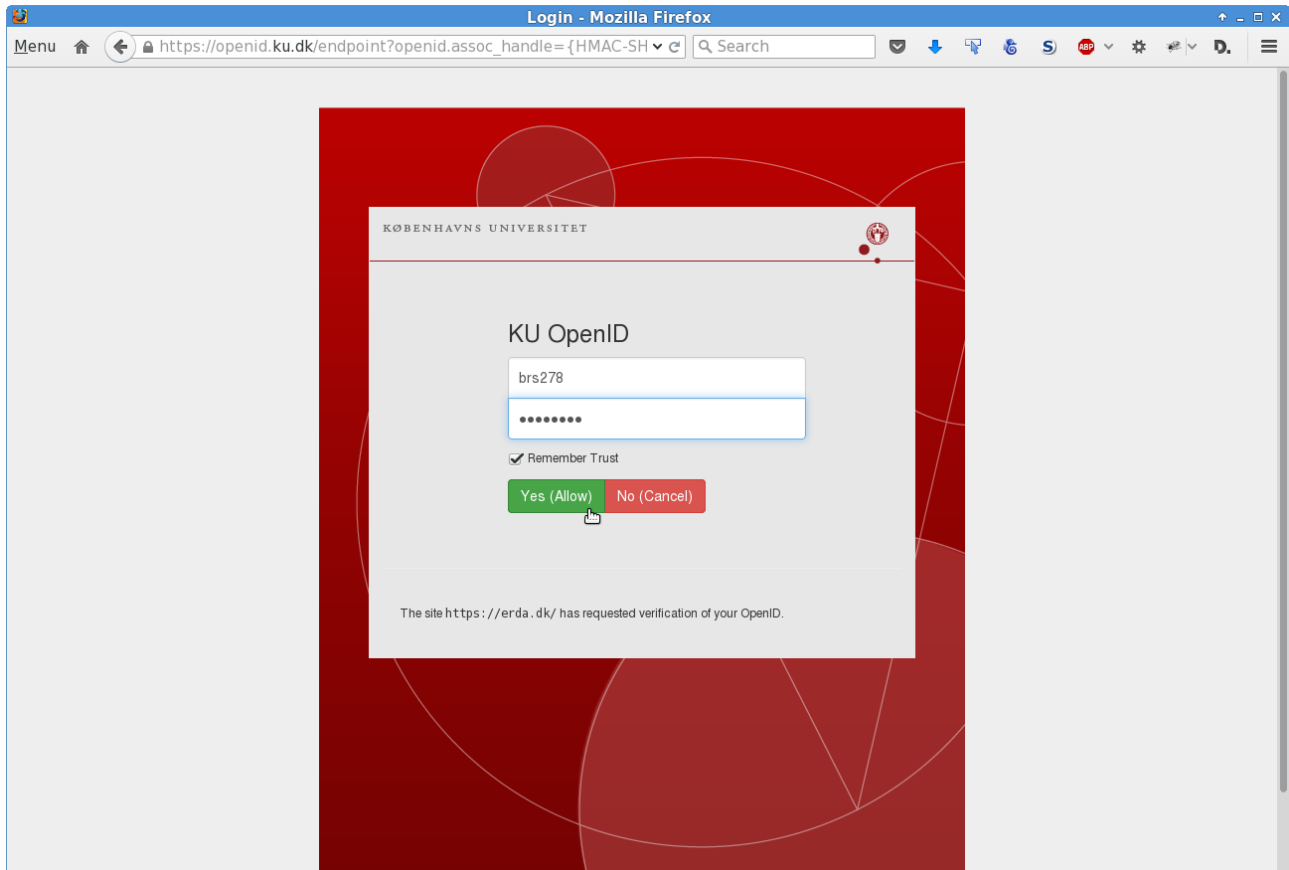 Login - Mozilla Firefox
Menu https://openid.ku.dk/endpoint?openid.assoc_handle={HMAC-SH Search S ABP D.
KØBENHAVNS UNIVERSITET
KU OpenID
brs278
••••••••
Remember Trust
Yes (Allow) No (Cancel)
The site https://erda.dk/ has requested verification of your OpenID.